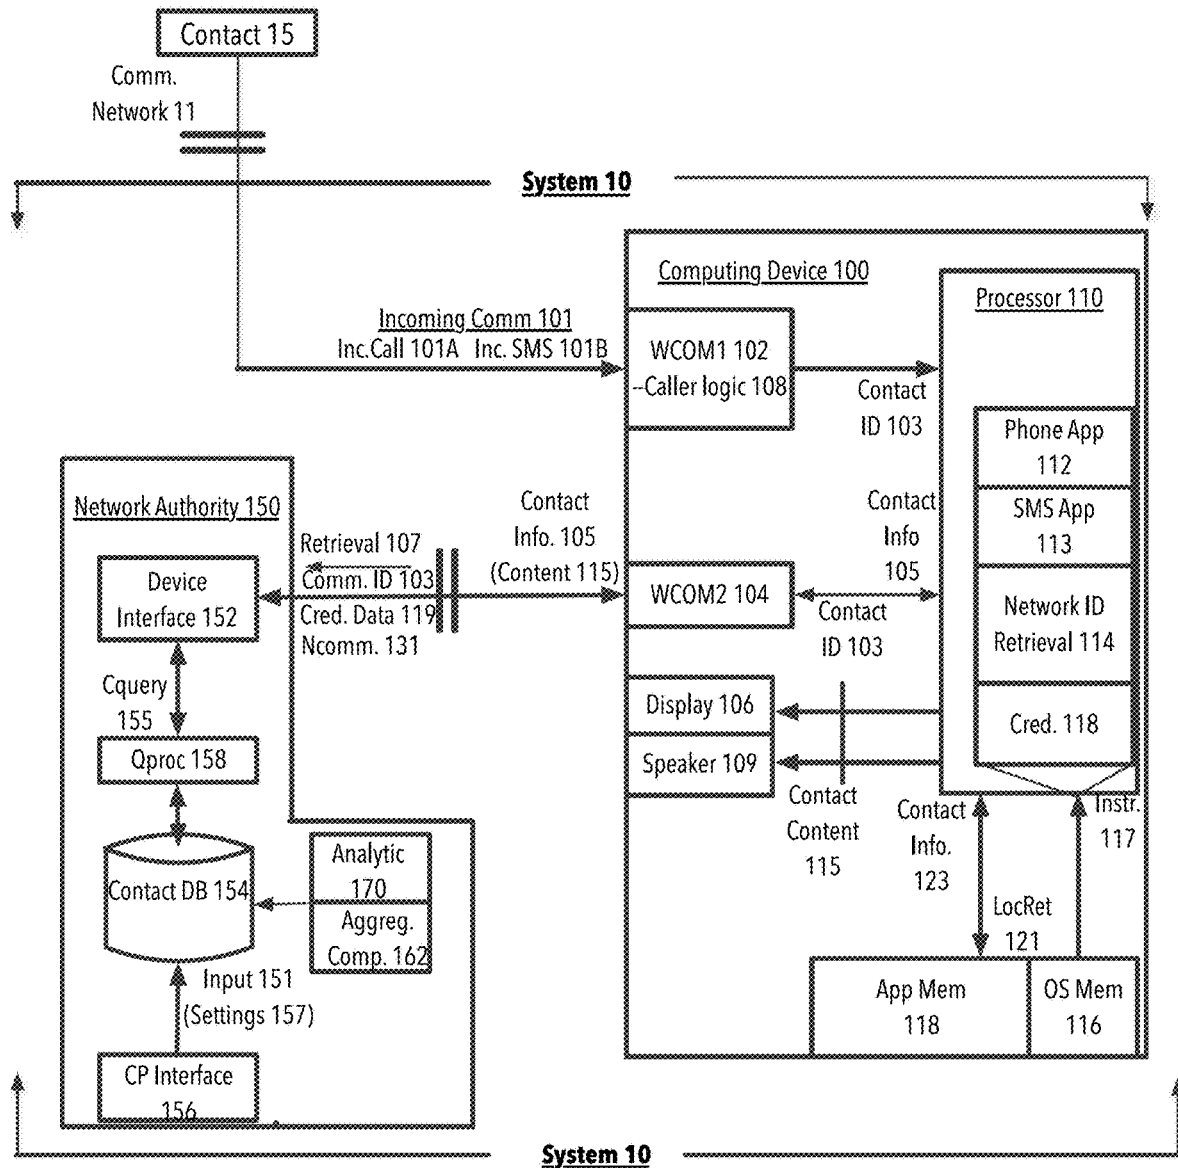 Contact 15
Comm.
Network 11
System 10
Computing Device 100
Processor 110
Incoming Comm 101
Inc.Call 101A Inc. SMS 101B
WCOM1 102
--Caller logic 108
Contact
ID 103
Phone App
112
SMS App
113
Network ID
Retrieval 114
Cred. 118
Contact
Info
105
Network Authority 150
Retrieval 107
Comm. ID 103
Cred. Data 119
Ncomm. 131
Contact
Info. 105
(Content 115)
WCOM2 104
Contact
ID 103
Device
Interface 152
Cquery
155
Qproc 158
Display 106
Speaker 109
Contact
Content
115
Contact
Info.
123
Instr.
117
LocRet
121
Contact DB 154
Analytic
170
Aggreg.
Comp. 162
Input 151
(Settings 157)
App Mem
118
OS Mem
116
CP Interface
156
System 10